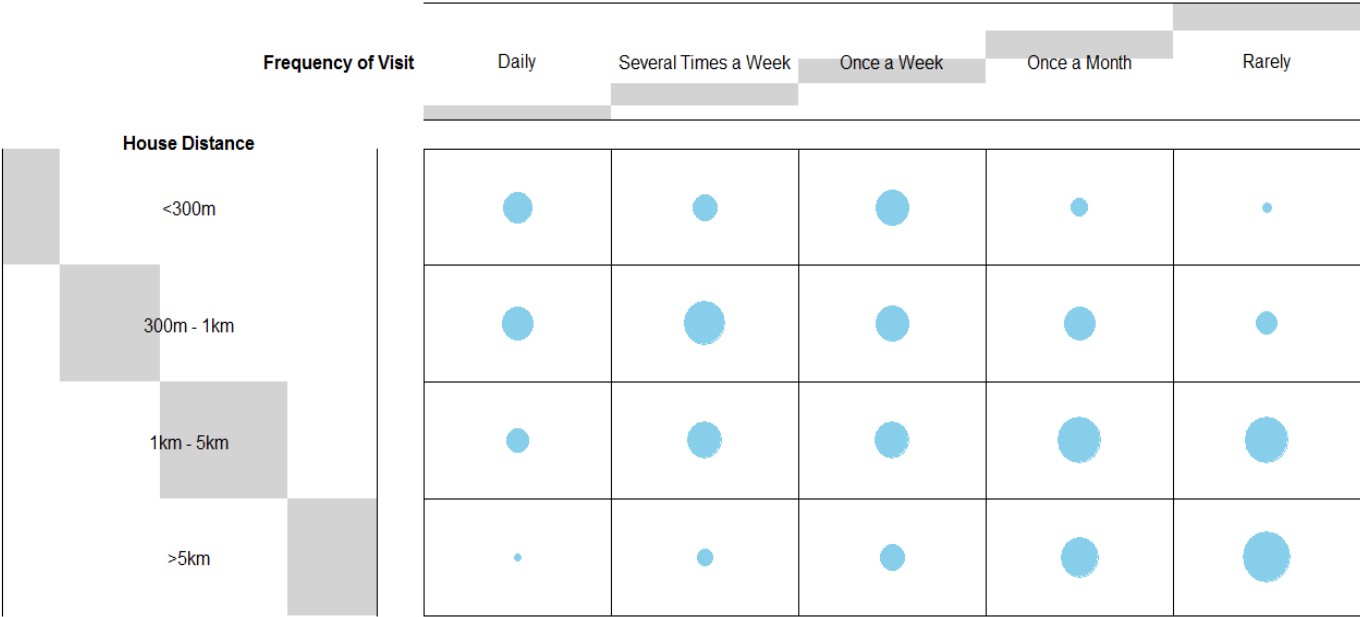 Frequency of Visit Daily Several Times a Week Once a Week Once a Month Rarely
House Distance
<300m
300m - 1km
1km - 5km
>5km